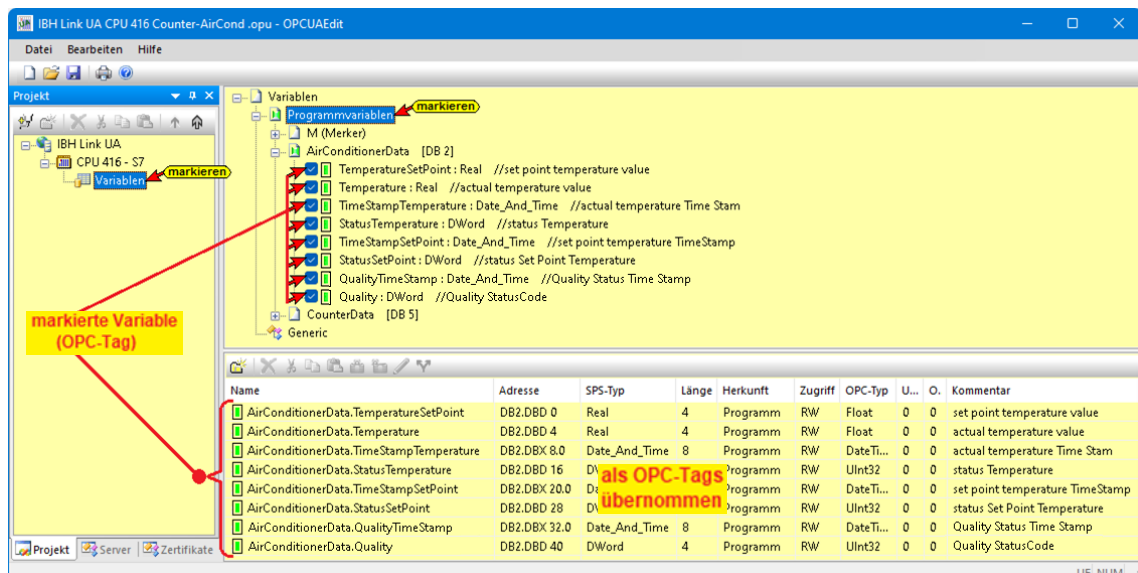 IBH Link UA CPU 416 Counter-AirCond .opu - OPCUAEdit
Datei Bearbeiten Hilfe
Projekt
IBH Link UA
CPU 416 - S7
Variablen
markieren
Variablen
Programmvariablen
markieren
M (Merker)
AirConditionerData [DB 2]
TemperatureSetPoint : Real //set point temperature value
Temperature : Real //actual temperature value
TimeStampTemperature : Date_And_Time //actual temperature Time Stam
StatusTemperature : DWord //status Temperature
TimeStampSetPoint : Date_And_Time //set point temperature TimeStamp
StatusSetPoint : DWord //status Set Point Temperature
QualityTimeStamp : Date_And_Time //Quality Status Time Stamp
Quality : DWord //Quality StatusCode
CounterData [DB 5]
Generic
markierte Variable
(OPC-Tag)
Name Adresse SPS-Typ Länge Herkunft Zugriff OPC-Typ U... O. Kommentar
AirConditionerData.TemperatureSetPoint DB2.DBD 0 Real 4 Programm RW Float 0 0 set point temperature value
AirConditionerData.Temperature DB2.DBD 4 Real 4 Programm RW Float 0 0 actual temperature value
AirConditionerData.TimeStampTemperature DB2.DBX 8.0 Date_And_Time 8 Programm RW DateTi... 0 0 actual temperature Time Stam
AirConditionerData.StatusTemperature DB2.DBD 16 Programm RW UInt32 0 0 status Temperature
AirConditionerData.TimeStampSetPoint DB2.DBX 20.0 Programm RW DateTi... 0 0 set point temperature TimeStamp
AirConditionerData.StatusSetPoint DB2.DBD 28 Programm RW UInt32 0 0 status Set Point Temperature
AirConditionerData.QualityTimeStamp DB2.DBX 32.0 Date_And_Time 8 Programm RW DateTi... 0 0 Quality Status Time Stamp
AirConditionerData.Quality DB2.DBD 40 DWord 4 Programm RW UInt32 0 0 Quality StatusCode
als OPC-Tags
übernommen
Projekt Server Zertifikate